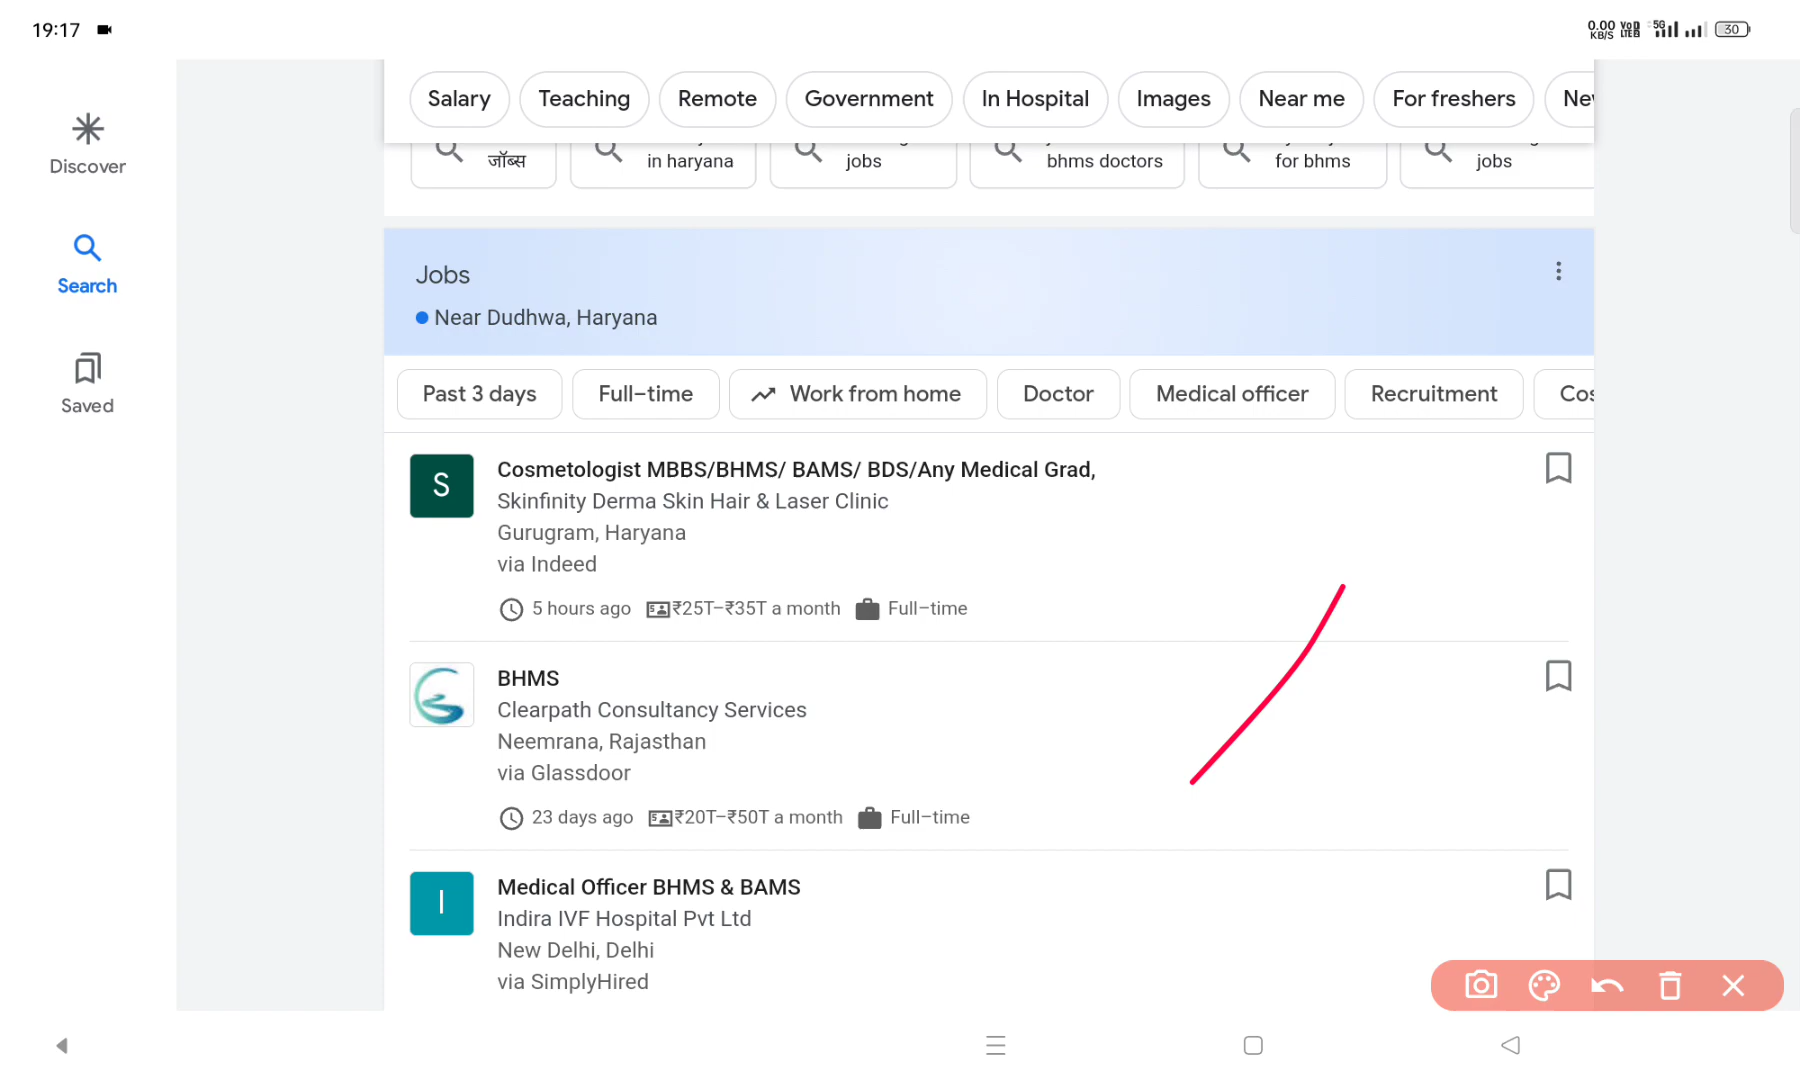 19:17
0.00 KB/S VoD LTE2 5G 30
Salary Teaching Remote Government In Hospital Images Near me For freshers
जॉब्स in haryana jobs bhms doctors for bhms jobs
Discover
Search
Saved
Jobs
Near Dudhwa, Haryana
Past 3 days Full-time Work from home Doctor Medical officer Recruitment Cos
S
Cosmetologist MBBS/BHMS/ BAMS/ BDS/Any Medical Grad,
Skinfinity Derma Skin Hair & Laser Clinic
Gurugram, Haryana
via Indeed
5 hours ago ₹25T–₹35T a month Full-time
BHMS
Clearpath Consultancy Services
Neemrana, Rajasthan
via Glassdoor
23 days ago ₹20T–₹50T a month Full-time
I
Medical Officer BHMS & BAMS
Indira IVF Hospital Pvt Ltd
New Delhi, Delhi
via SimplyHired